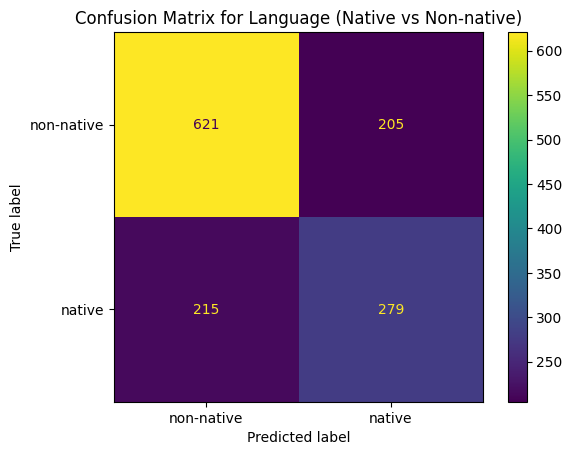 Confusion Matrix for Language (Native vs Non-native)
non-native
621
205
600
550
500
450
400
350
300
250
True label
native
215
279
non-native
native
Predicted label